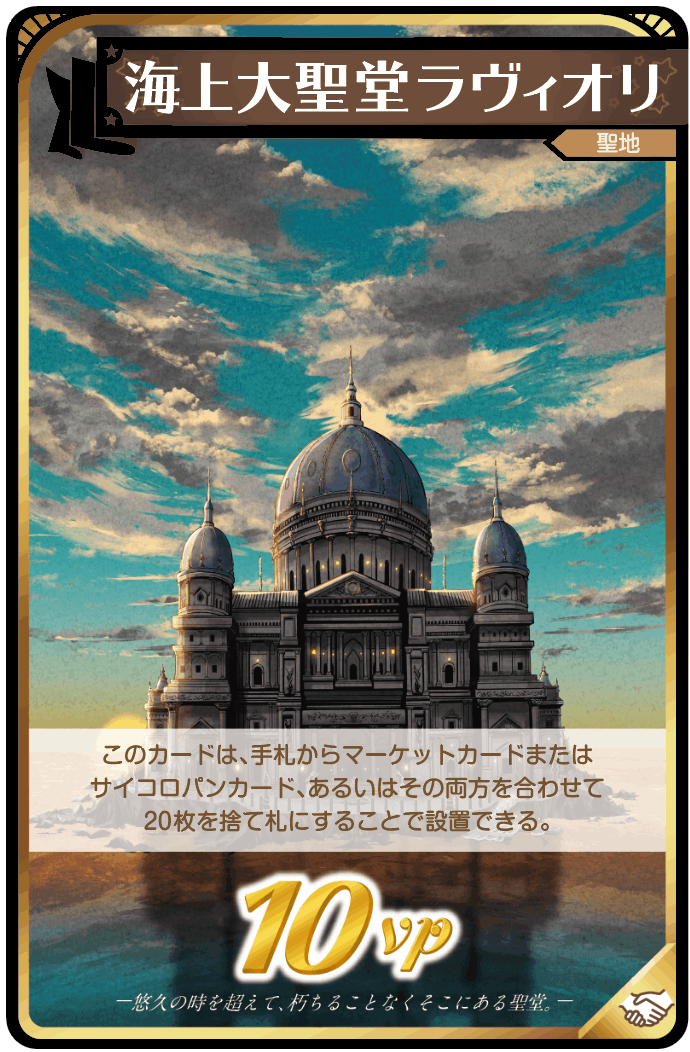 海上大聖堂ラヴィオリ
聖地
このカードは、手札からマーケットカードまたは
サイコロパンカード、あるいはその両方を合わせて
20枚を捨て札にすることで設置できる。
10vp
―悠久の時を超えて、朽ちることなくそこにある聖堂。―